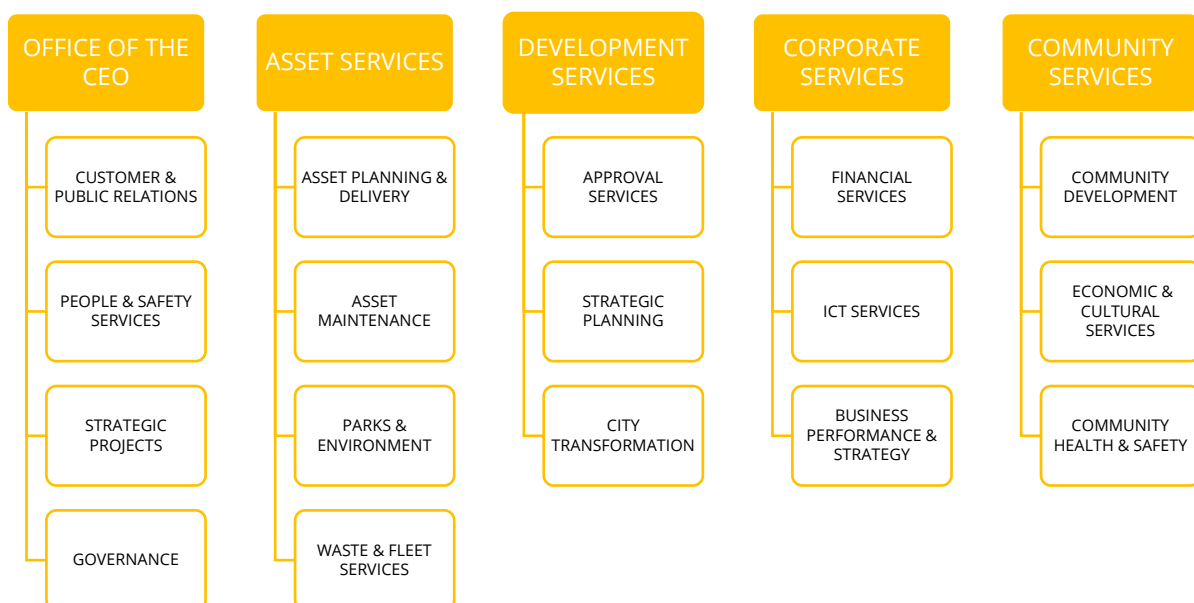 OFFICE OF THE
CEO
CUSTOMER &
PUBLIC RELATIONS
PEOPLE & SAFETY
SERVICES
STRATEGIC
PROJECTS
GOVERNANCE
ASSET SERVICES
ASSET PLANNING &
DELIVERY
ASSET
MAINTENANCE
PARKS &
ENVIRONMENT
WASTE & FLEET
SERVICES
DEVELOPMENT
SERVICES
APPROVAL
SERVICES
STRATEGIC
PLANNING
CITY
TRANSFORMATION
CORPORATE
SERVICES
FINANCIAL
SERVICES
ICT SERVICES
BUSINESS
PERFORMANCE &
STRATEGY
COMMUNITY
SERVICES
COMMUNITY
DEVELOPMENT
ECONOMIC &
CULTURAL
SERVICES
COMMUNITY
HEALTH & SAFETY